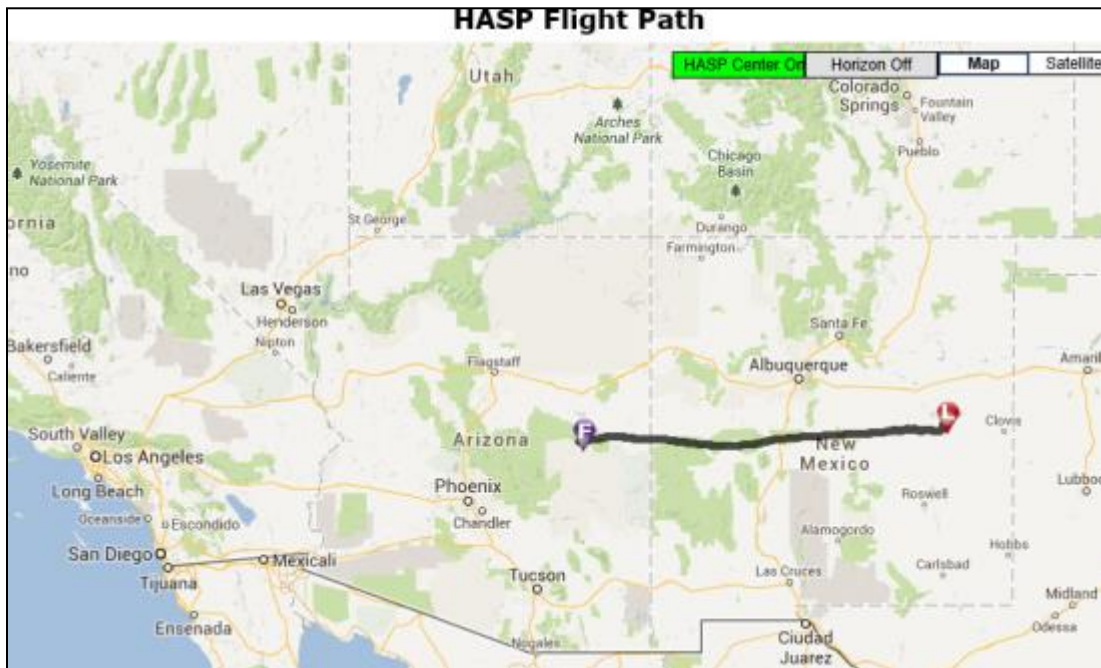 HASP Flight Path
HASP Center On
Horizon Off
Map
Satellite
Utah
Colorado
Springs
Fountain
Valley
Pueblo
Arches
National Park
Chicago
Basin
Yosemite
National Park
ornia
St George
Durango
Farmington
no
Las Vegas
Henderson
Nipton
Santa Fe
Bakersfield
Caliente
Flagstaff
Albuquerque
Amaril
South Valley
Los Angeles
Arizona
F
L
Clovis
New
Mexico
Long Beach
Phoenix
Chandler
Lubboc
Roswell
Oceanside
Escondido
Alamogordo
San Diego
Mexicali
Hobbs
Carlsbad
Tijuana
Tucson
Las Cruces
Midland
Odessa
Ensenada
Nogales
Ciudad
Juarez